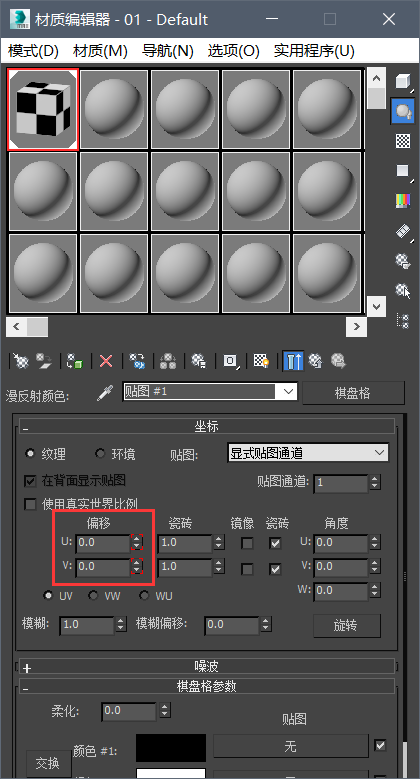 材质编辑器 - 01 - Default
模式(D) 材质(M) 导航(N) 选项(O) 实用程序(U)
漫反射颜色: 贴图 #1 棋盘格
- 坐标
纹理 环境 贴图: 显式贴图通道
在背面显示贴图 贴图通道: 1
使用真实世界比例
偏移 瓷砖 镜像 瓷砖 角度
U: 0.0 1.0 U: 0.0
V: 0.0 1.0 V: 0.0
W: 0.0
UV VW WU
模糊: 1.0 模糊偏移: 0.0 旋转
+ 噪波
- 棋盘格参数
柔化: 0.0 贴图
颜色 #1: 无
交换